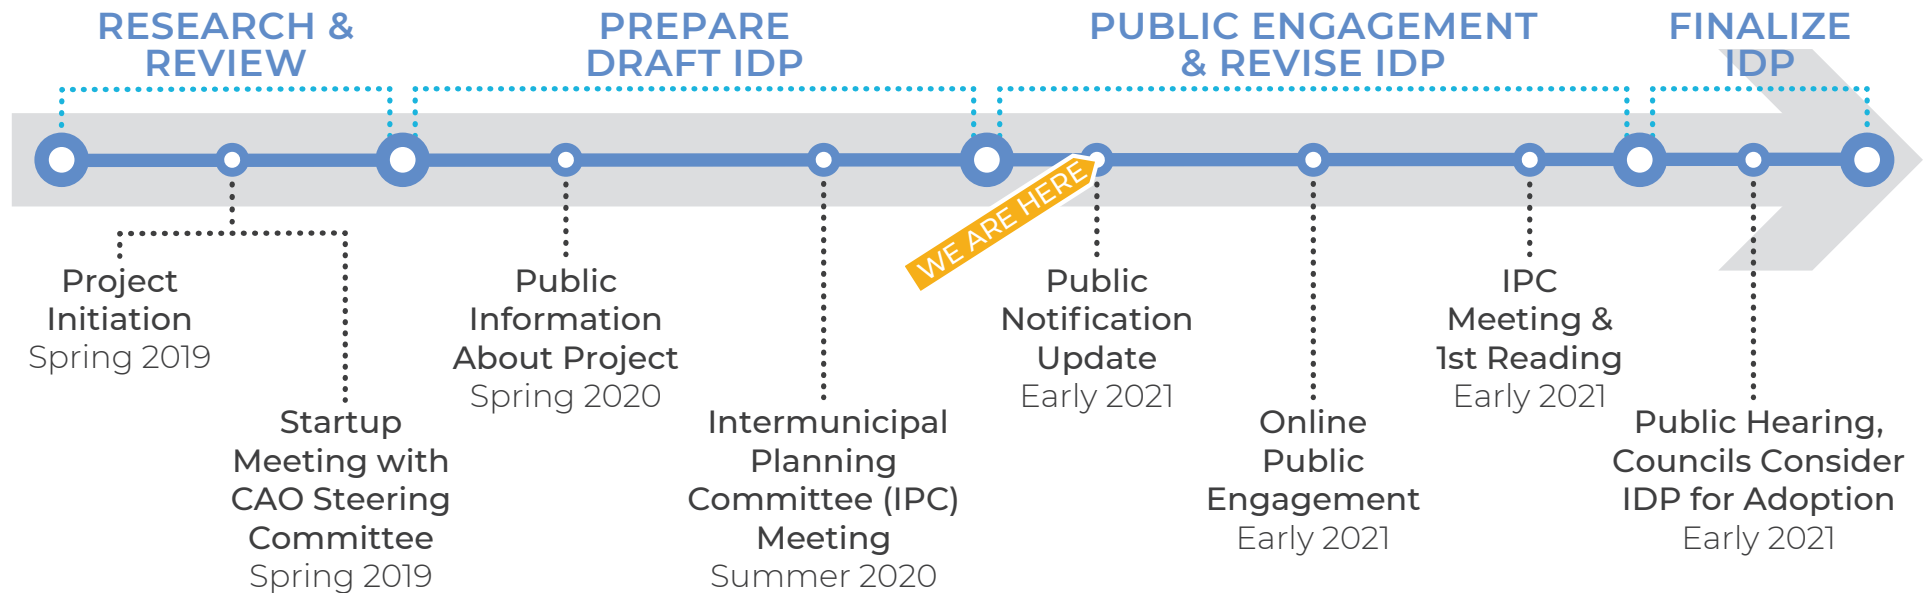 RESEARCH &
REVIEW
PREPARE
DRAFT IDP
PUBLIC ENGAGEMENT
& REVISE IDP
FINALIZE
IDP
WE ARE HERE
Project
Initiation
Spring 2019
Startup
Meeting with
CAO Steering
Committee
Spring 2019
Public
Information
About Project
Spring 2020
Intermunicipal
Planning
Committee (IPC)
Meeting
Summer 2020
Public
Notification
Update
Early 2021
Online
Public
Engagement
Early 2021
IPC
Meeting &
1st Reading
Early 2021
Public Hearing,
Councils Consider
IDP for Adoption
Early 2021